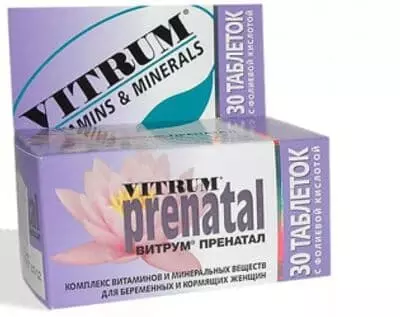 VITRUM®
VITAMINS & MINERALS
30 ТАБЛЕТОК
С ФОЛИЕВОЙ КИСЛОТОЙ
VITRUM®
prenatal
ВИТРУМ® ПРЕНАТАЛ
КОМПЛЕКС ВИТАМИНОВ И МИНЕРАЛЬНЫХ ВЕЩЕСТВ
ДЛЯ БЕРЕМЕННЫХ И КОРМЯЩИХ ЖЕНЩИН
30 ТАБЛЕТОК
С ФОЛИЕВОЙ КИСЛОТОЙ